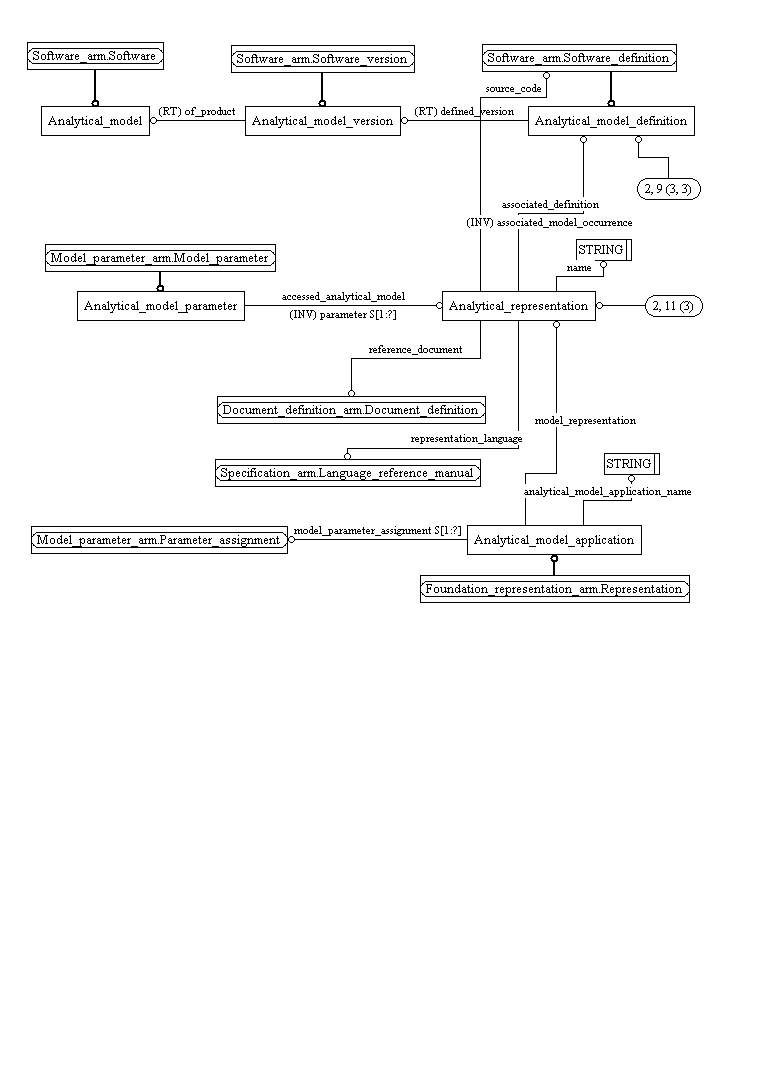 Software_arm.Software
Software_arm.Software_version
Software_arm.Software_definition
source_code
Analytical_model
(RT) of_product
Analytical_model_version
(RT) defined_version
Analytical_model_definition
2, 9 (3, 3)
associated_definition
(INV) associated_model_occurrence
Model_parameter_arm.Model_parameter
STRING
name
Analytical_model_parameter
accessed_analytical_model
(INV) parameter S[1:?]
Analytical_representation
2, 11 (3)
reference_document
Document_definition_arm.Document_definition
model_representation
representation_language
Specification_arm.Language_reference_manual
STRING
analytical_model_application_name
Model_parameter_arm.Parameter_assignment
model_parameter_assignment S[1:?]
Analytical_model_application
Foundation_representation_arm.Representation